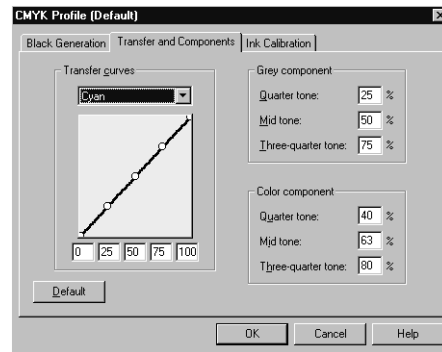 CMYK Profile (Default)
Black Generation Transfer and Components Ink Calibration
Transfer curves
Cyan
0 25 50 75 100
Default
Grey component
Quarter tone: 25 %
Mid tone: 50 %
Three-quarter tone: 75 %
Color component
Quarter tone: 40 %
Mid tone: 63 %
Three-quarter tone: 80 %
OK Cancel Help